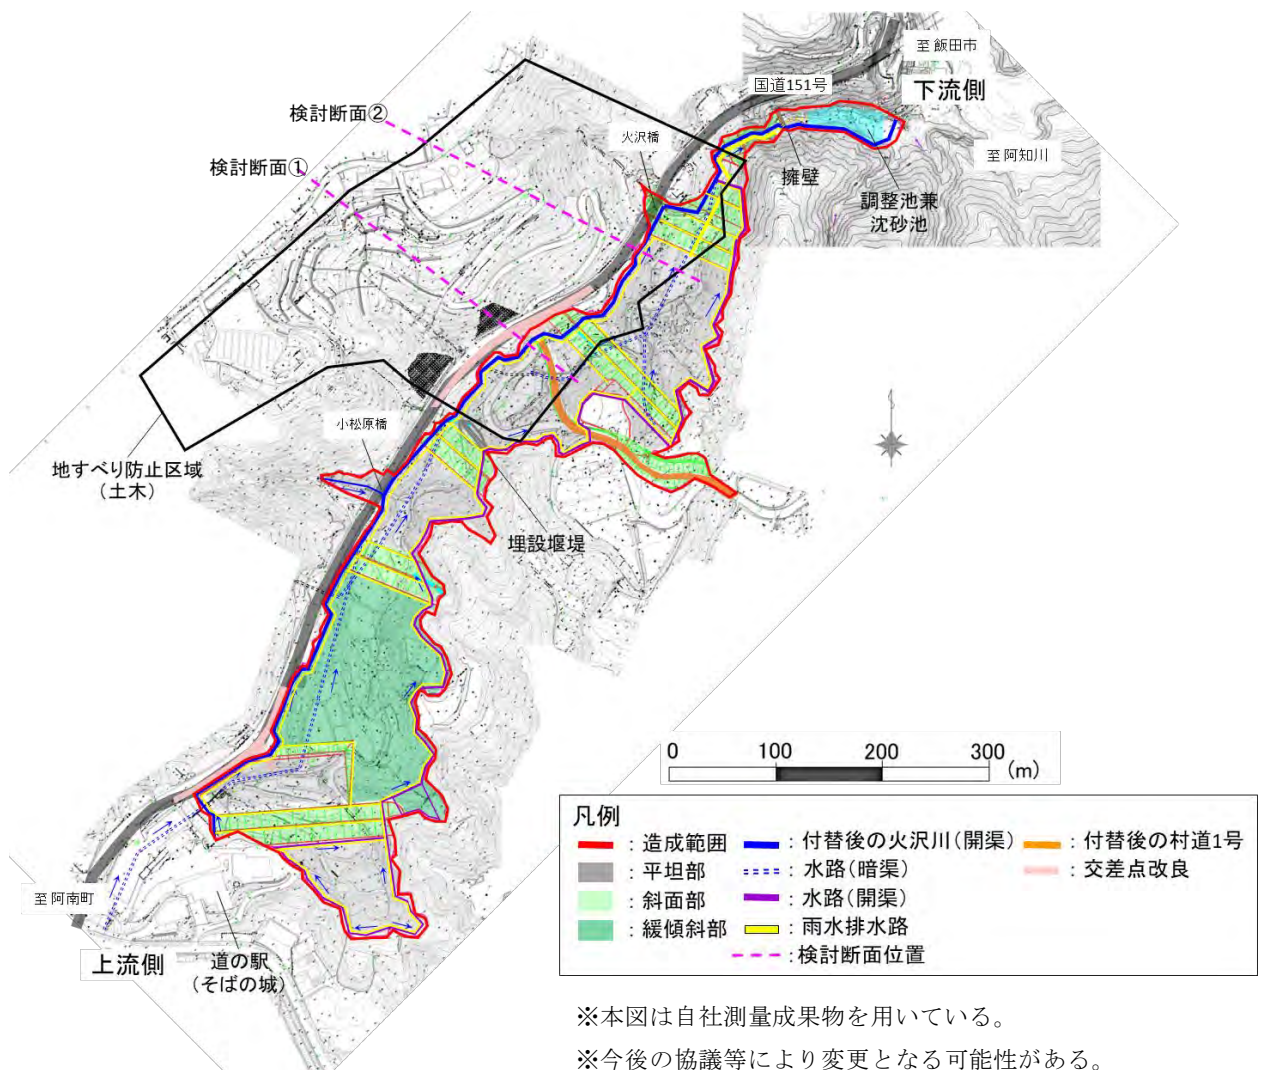 至 飯田市
国道151号
下流側
検討断面②
火沢橋
至 阿知川
検討断面①
擁壁
調整池兼
沈砂池
小松原橋
地すべり防止区域
(土木)
埋設堰堤
0 100 200 300
(m)
凡例
：造成範囲
：付替後の火沢川(開渠)
：付替後の村道1号
：平坦部
：水路(暗渠)
：交差点改良
：斜面部
：水路(開渠)
：緩傾斜部
：雨水排水路
：検討断面位置
至 阿南町
上流側
道の駅
(そばの城)
※本図は自社測量成果物を用いている。
※今後の協議等により変更となる可能性がある。